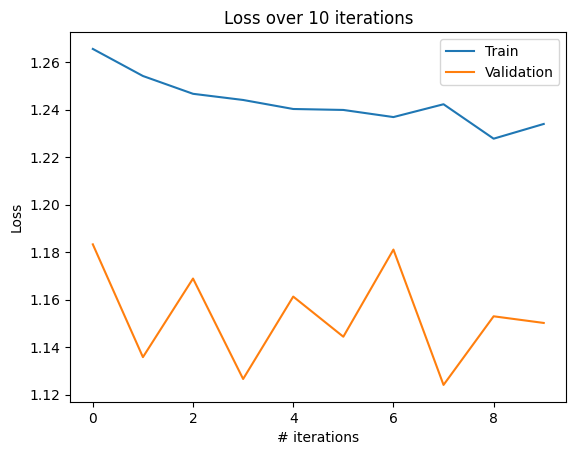 Loss over 10 iterations
Train
Validation
Loss
1.26
1.24
1.22
1.20
1.18
1.16
1.14
1.12
0
2
4
6
8
# iterations